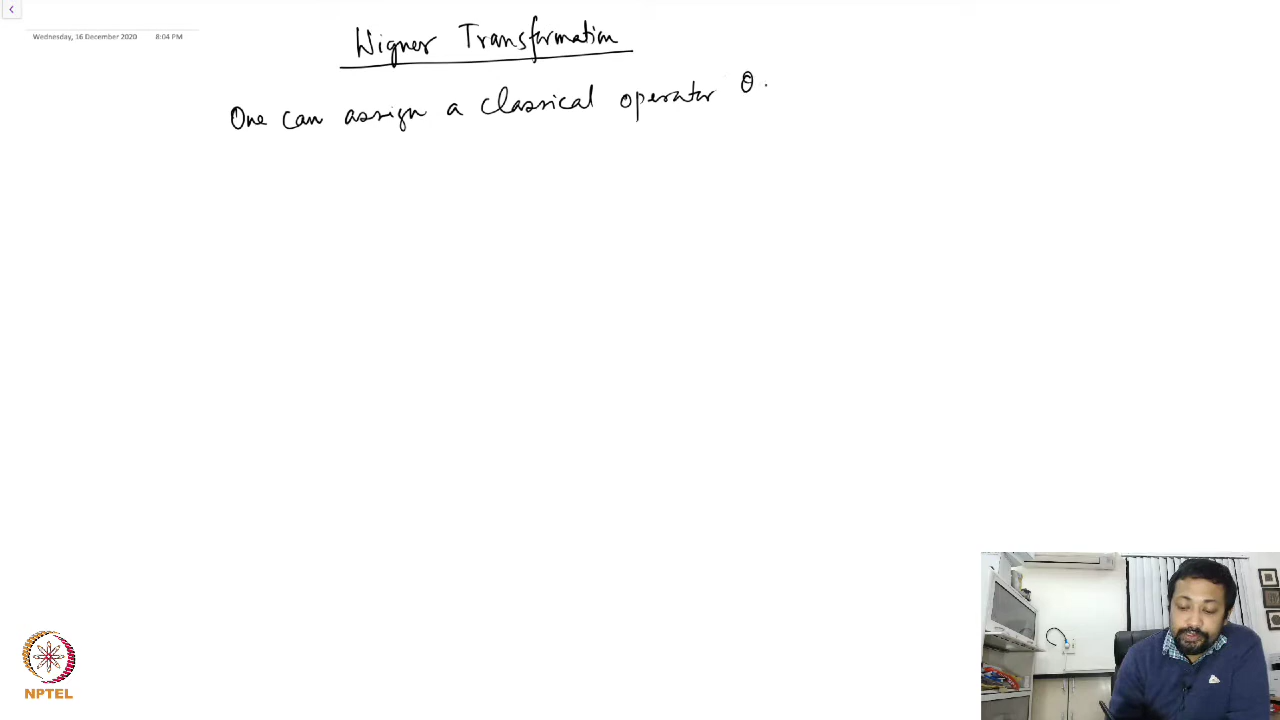 Wednesday, 16 December 2020 8:04 PM
Wigner Transformation
One can assign a classical operator θ.
NPTEL